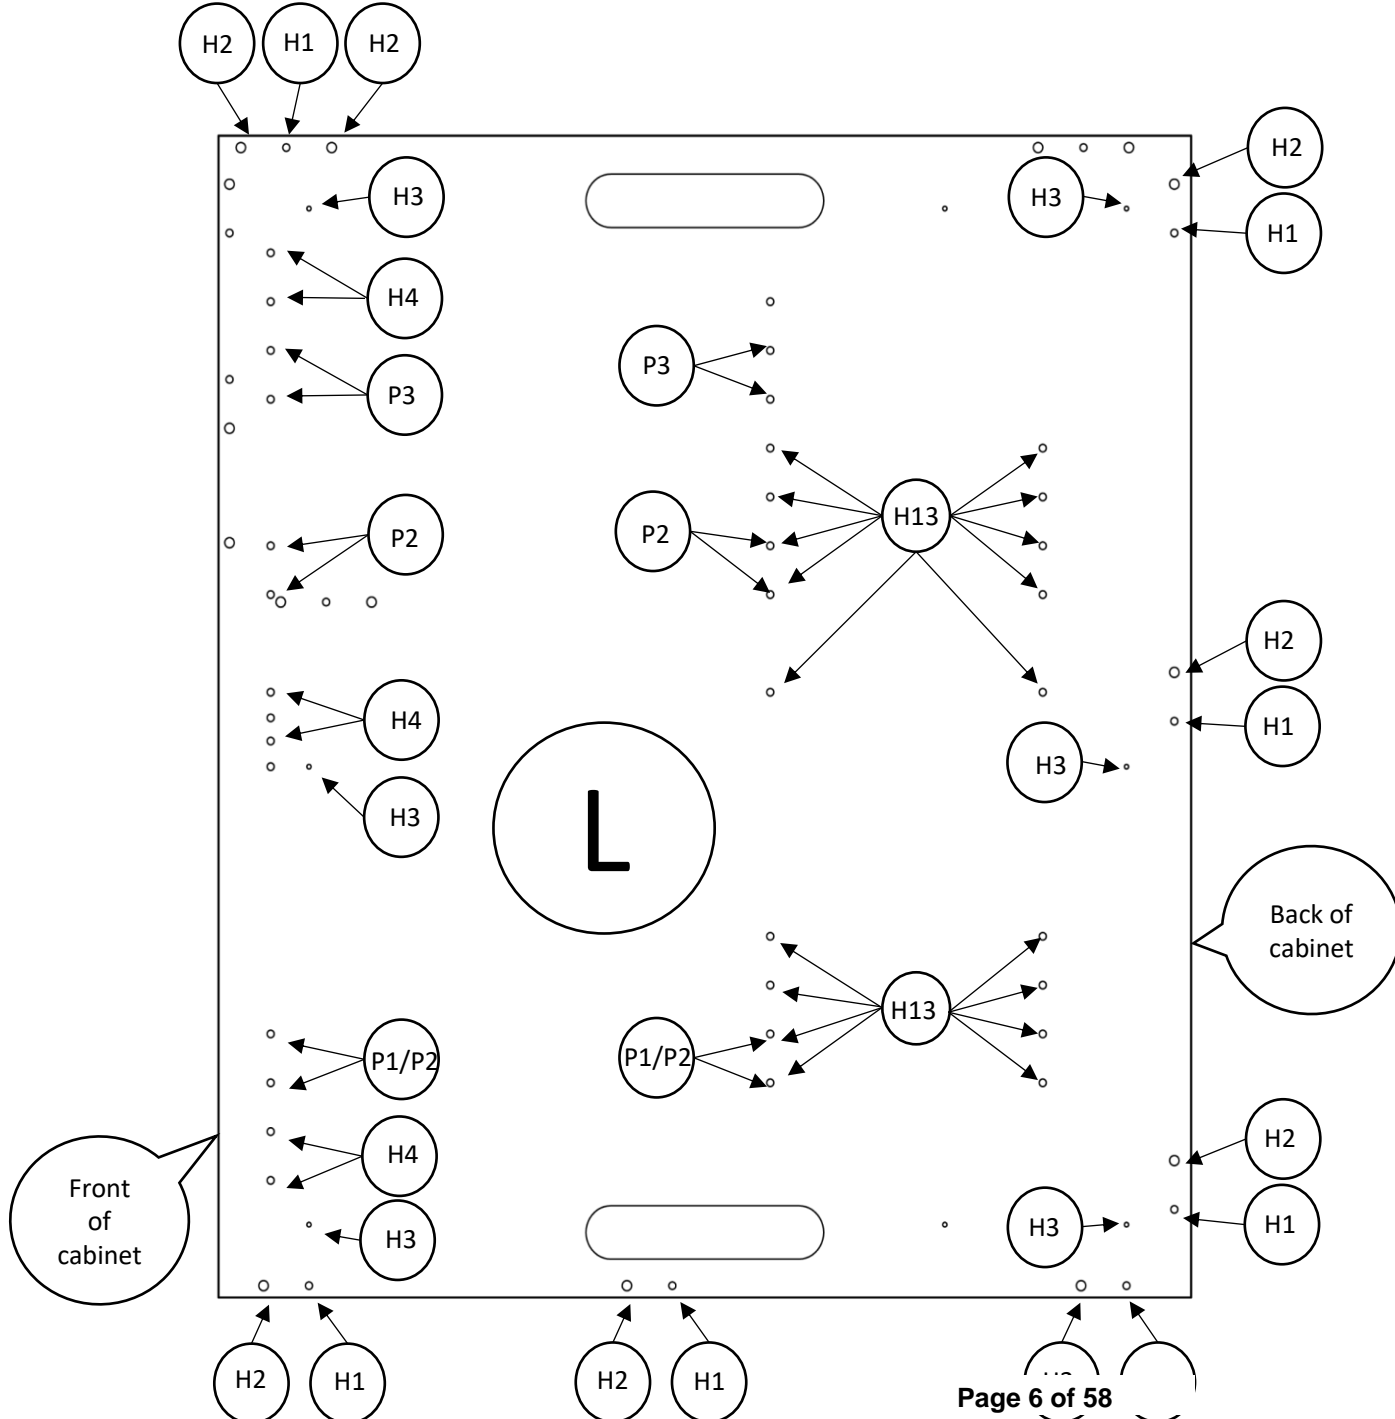 H2 H1 H2
H2
H3
H3
H1
H4
P3
P3
H13
P2
P2
H2
H4
H1
H3
H3
L
Back of
cabinet
H13
P1/P2
P1/P2
H2
H4
Front
of
cabinet
H3
H1
H3
H2
H1
H2
H1
Page 6 of 58